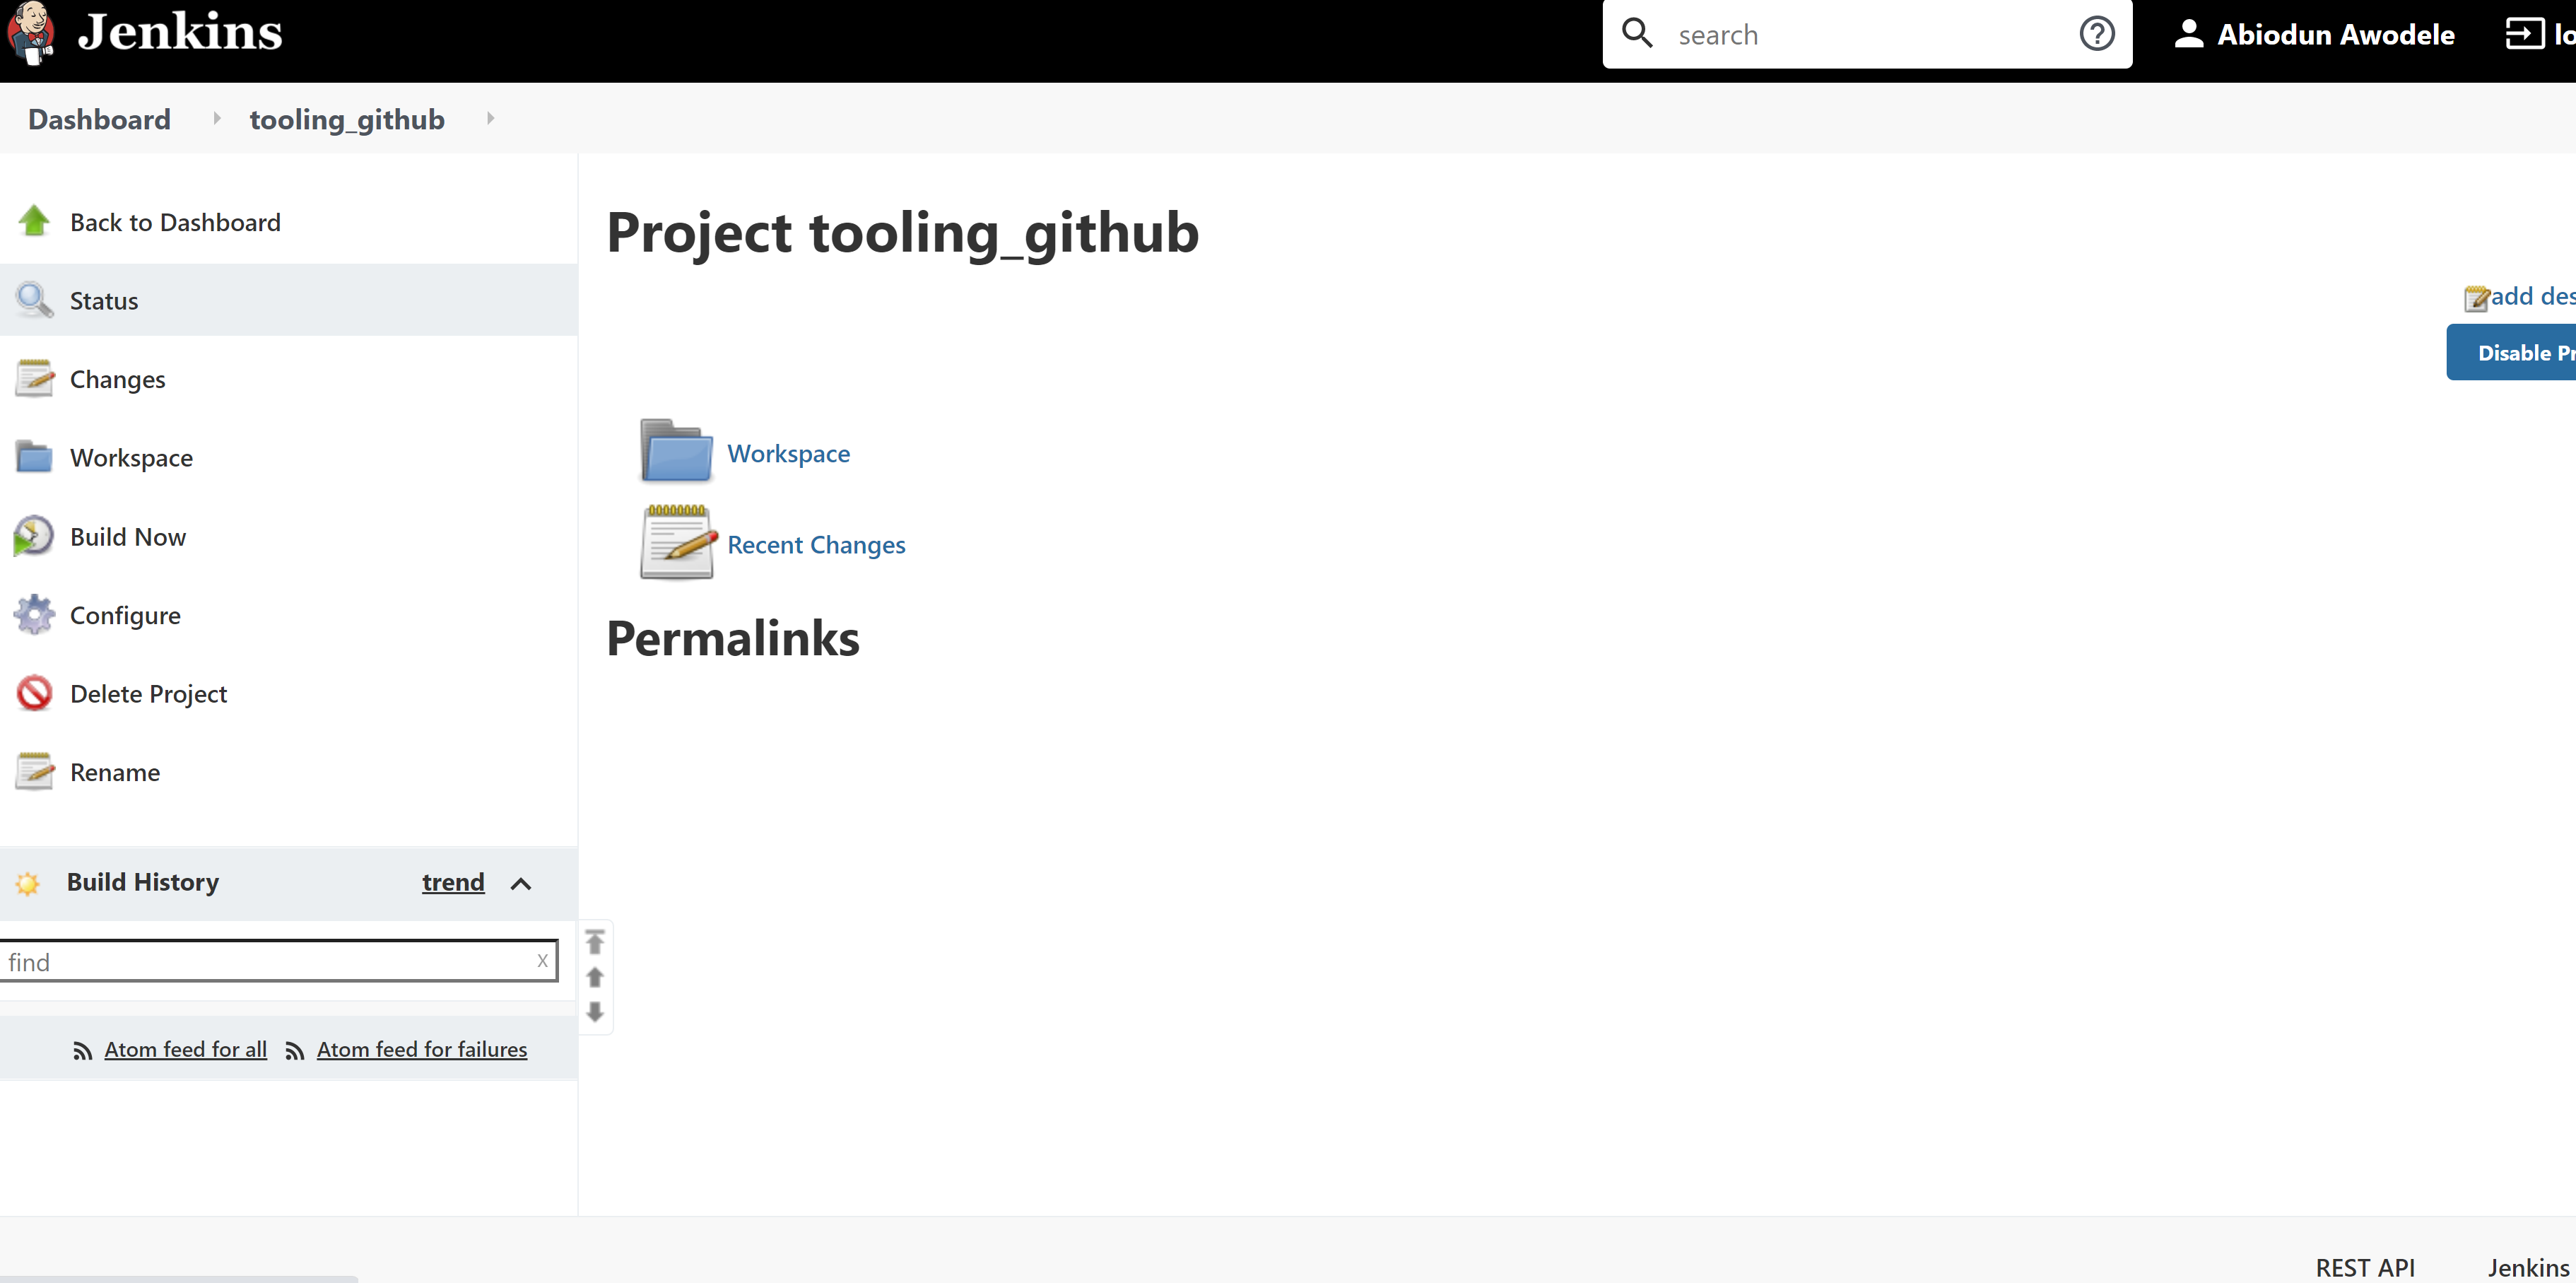 Jenkins
search
Abiodun Awodele
lo
Dashboard
tooling_github
Back to Dashboard
Status
Changes
Workspace
Build Now
Configure
Delete Project
Rename
Build History
trend
find
x
Atom feed for all
Atom feed for failures
Project tooling_github
add des
Disable Pr
Workspace
Recent Changes
Permalinks
REST API
Jenkins